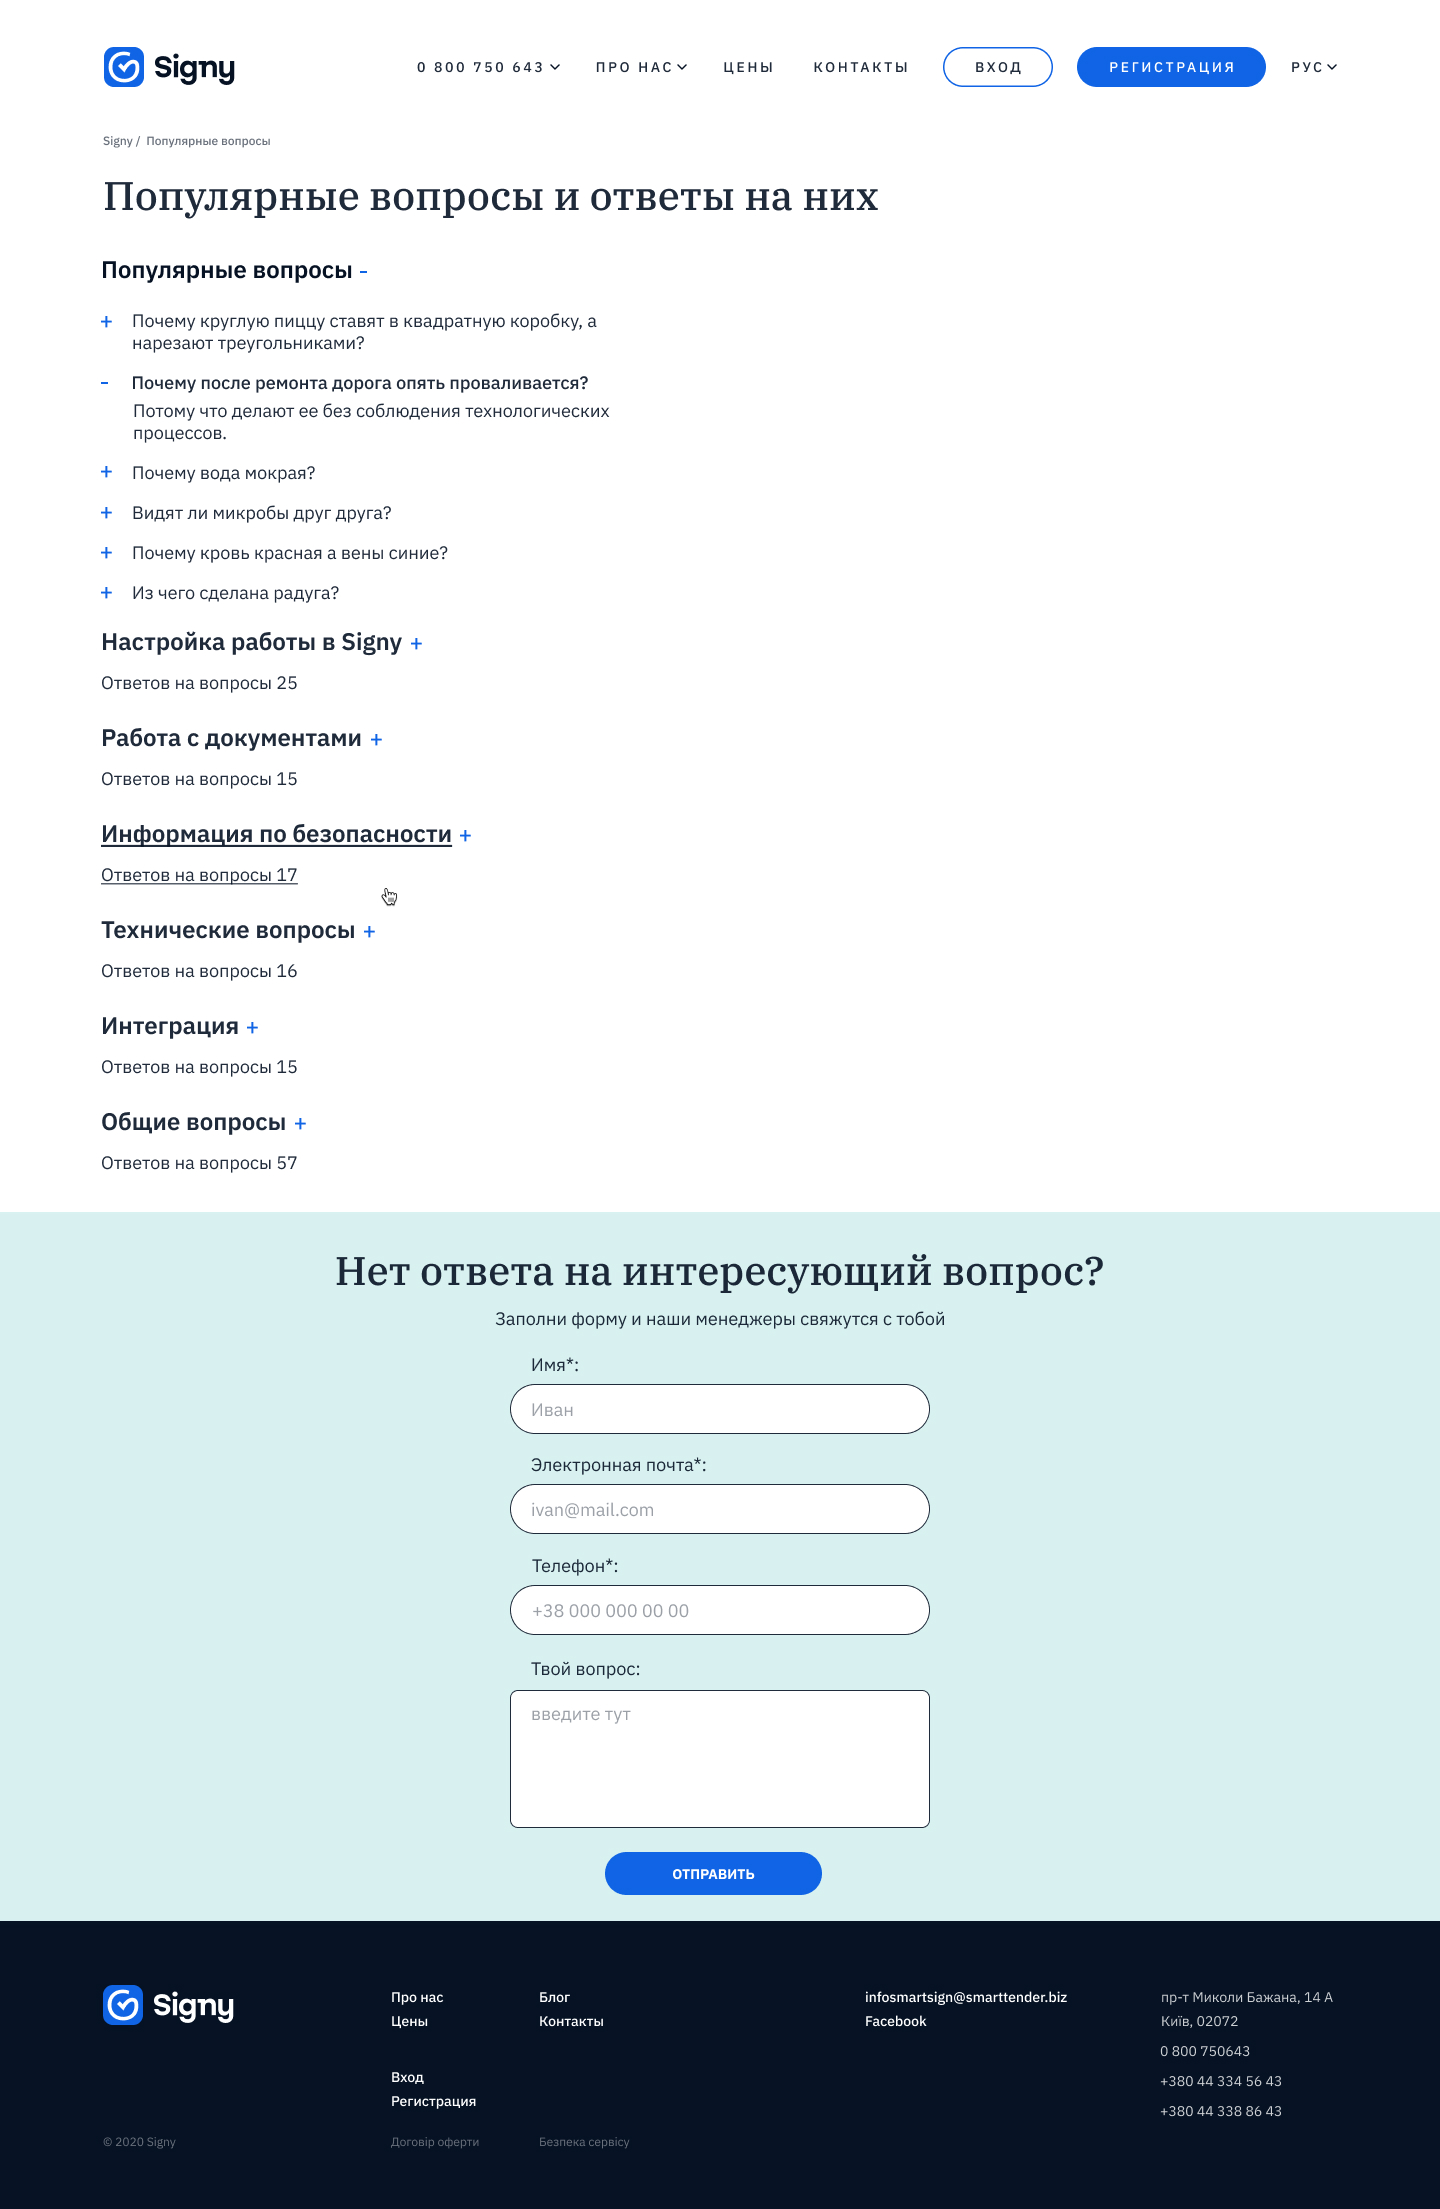 Signy
0 800 750 643
ПРО НАС
ЦЕНЫ
КОНТАКТЫ
ВХОД
РЕГИСТРАЦИЯ
РУС
Signy / Популярные вопросы
Популярные вопросы и ответы на них
Популярные вопросы -
+ Почему круглую пиццу ставят в квадратную коробку, а
нарезают треугольниками?
- Почему после ремонта дорога опять проваливается?
Потому что делают ее без соблюдения технологических
процессов.
+ Почему вода мокрая?
+ Видят ли микробы друг друга?
+ Почему кровь красная а вены синие?
+ Из чего сделана радуга?
Настройка работы в Signy +
Ответов на вопросы 25
Работа с документами +
Ответов на вопросы 15
Информация по безопасности +
Ответов на вопросы 17
Технические вопросы +
Ответов на вопросы 16
Интеграция +
Ответов на вопросы 15
Общие вопросы +
Ответов на вопросы 57
Нет ответа на интересующий вопрос?
Заполни форму и наши менеджеры свяжутся с тобой
Имя*:
Иван
Электронная почта*:
ivan@mail.com
Телефон*:
+38 000 000 00 00
Твой вопрос:
введите тут
ОТПРАВИТЬ
Signy
Про нас
Цены
Вход
Регистрация
Блог
Контакты
infosmartsign@smarttender.biz
Facebook
пр-т Миколи Бажана, 14 А
Київ, 02072
0 800 750643
+380 44 334 56 43
+380 44 338 86 43
© 2020 Signy
Договір оферти
Безпека сервісу